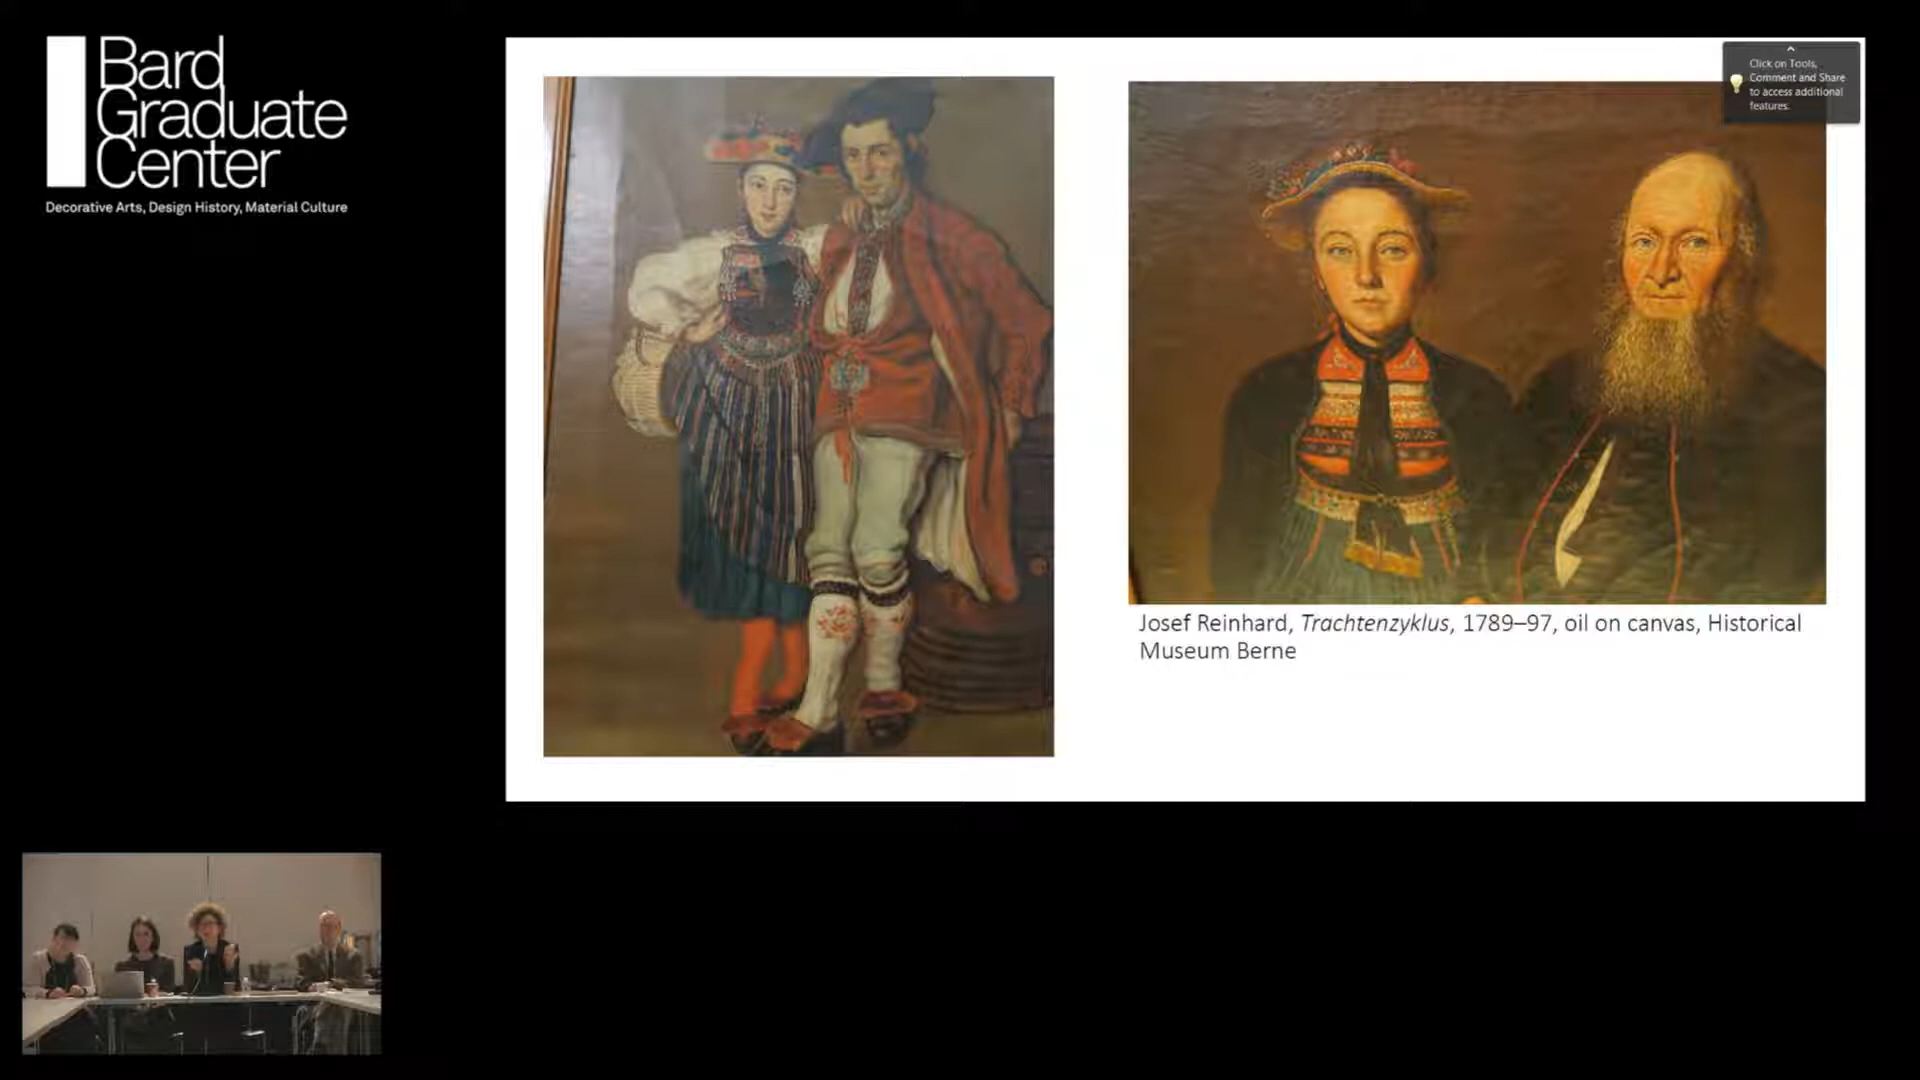 Bard
Graduate
Center
Decorative Arts, Design History, Material Culture
Click on Tools,
Comment and Share
to access additional
features.
Josef Reinhard, Trachtenzyklus, 1789–97, oil on canvas, Historical
Museum Berne